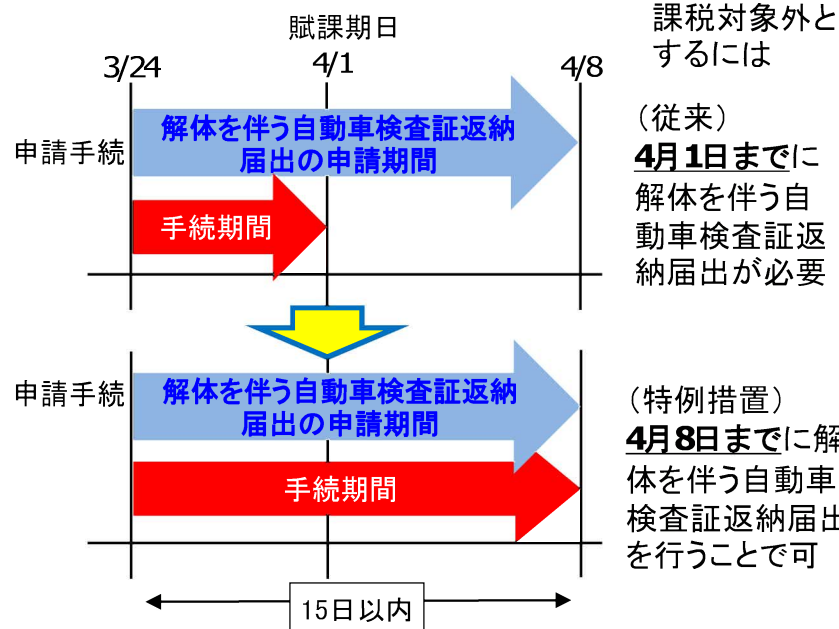 賦課期日
3/24
4/1
4/8
課税対象外と
するには
申請手続
解体を伴う自動車検査証返納
届出の申請期間
手続期間
（従来）
4月1日までに
解体を伴う自
動車検査証返
納届出が必要
申請手続
解体を伴う自動車検査証返納
届出の申請期間
手続期間
（特例措置）
4月8日までに解
体を伴う自動車
検査証返納届出
を行うことで可
15日以内